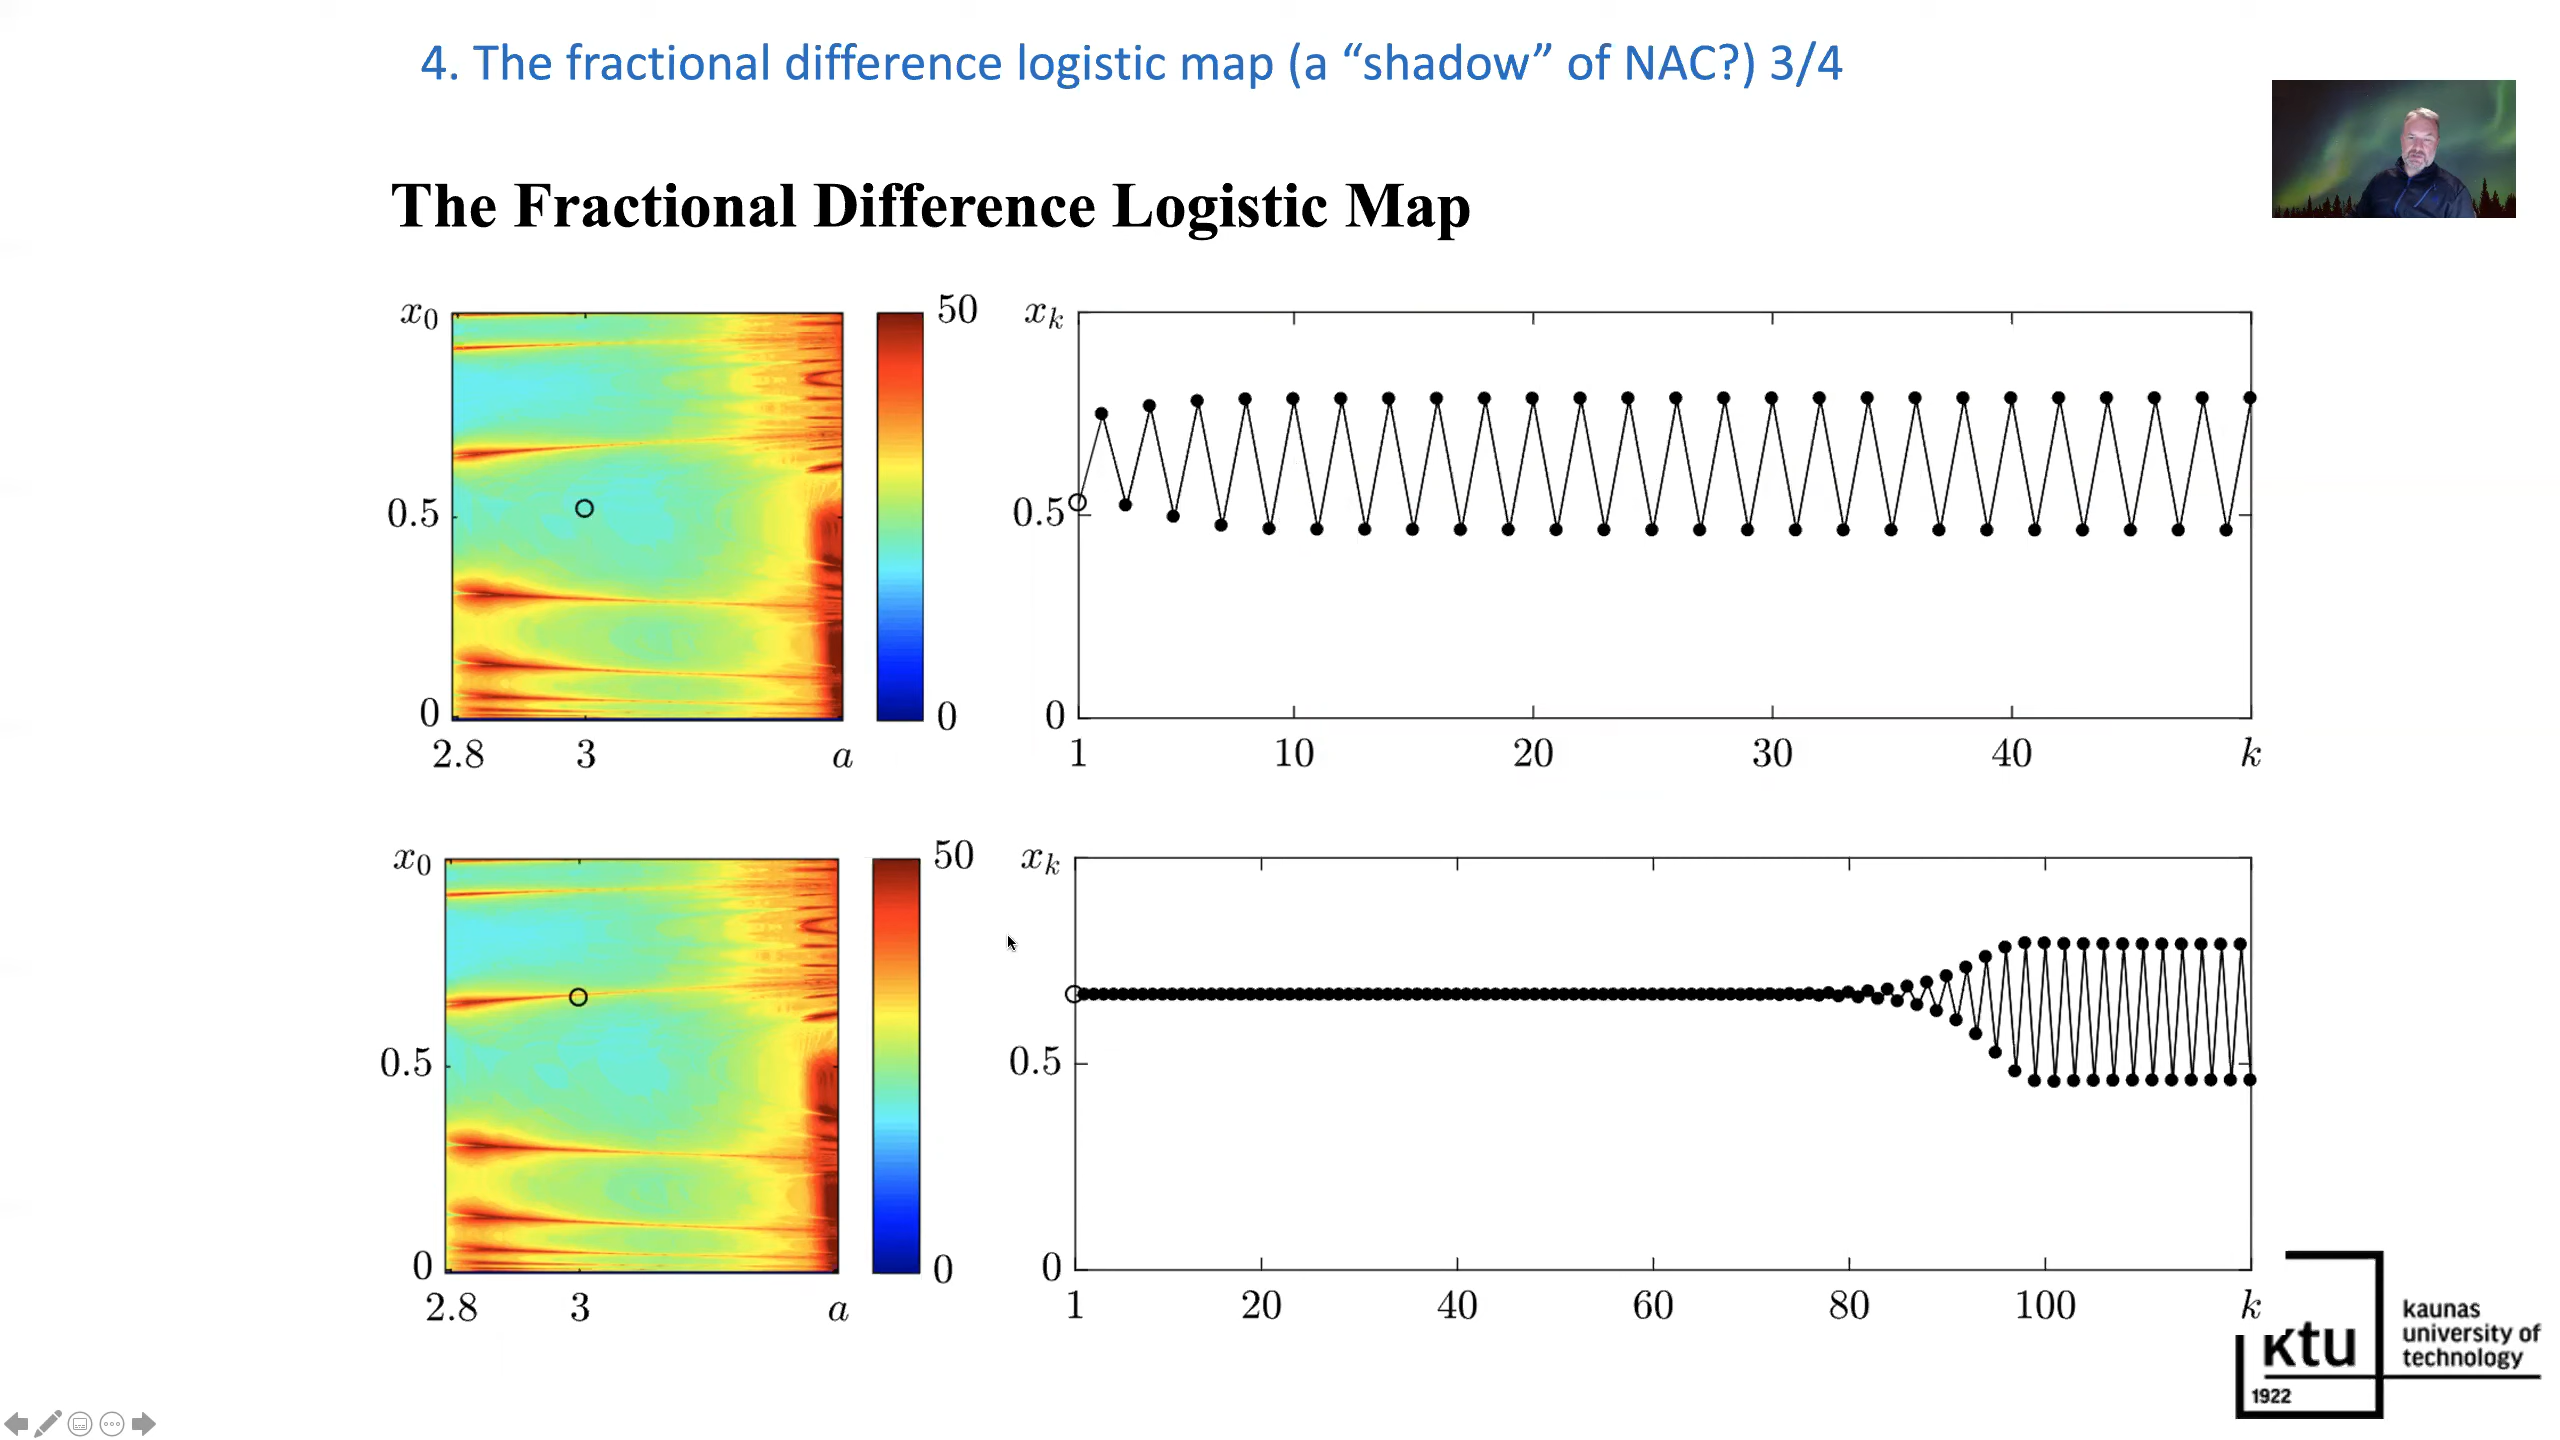 4. The fractional difference logistic map (a “shadow” of NAC?) 3/4
The Fractional Difference Logistic Map
x0
0.5
0
2.8 3 a
50
0
xk
0.5
0
1 10 20 30 40 k
x0
0.5
0
2.8 3 a
50
0
xk
0.5
0
1 20 40 60 80 100 k
ktu
1922
kaunas
university of
technology